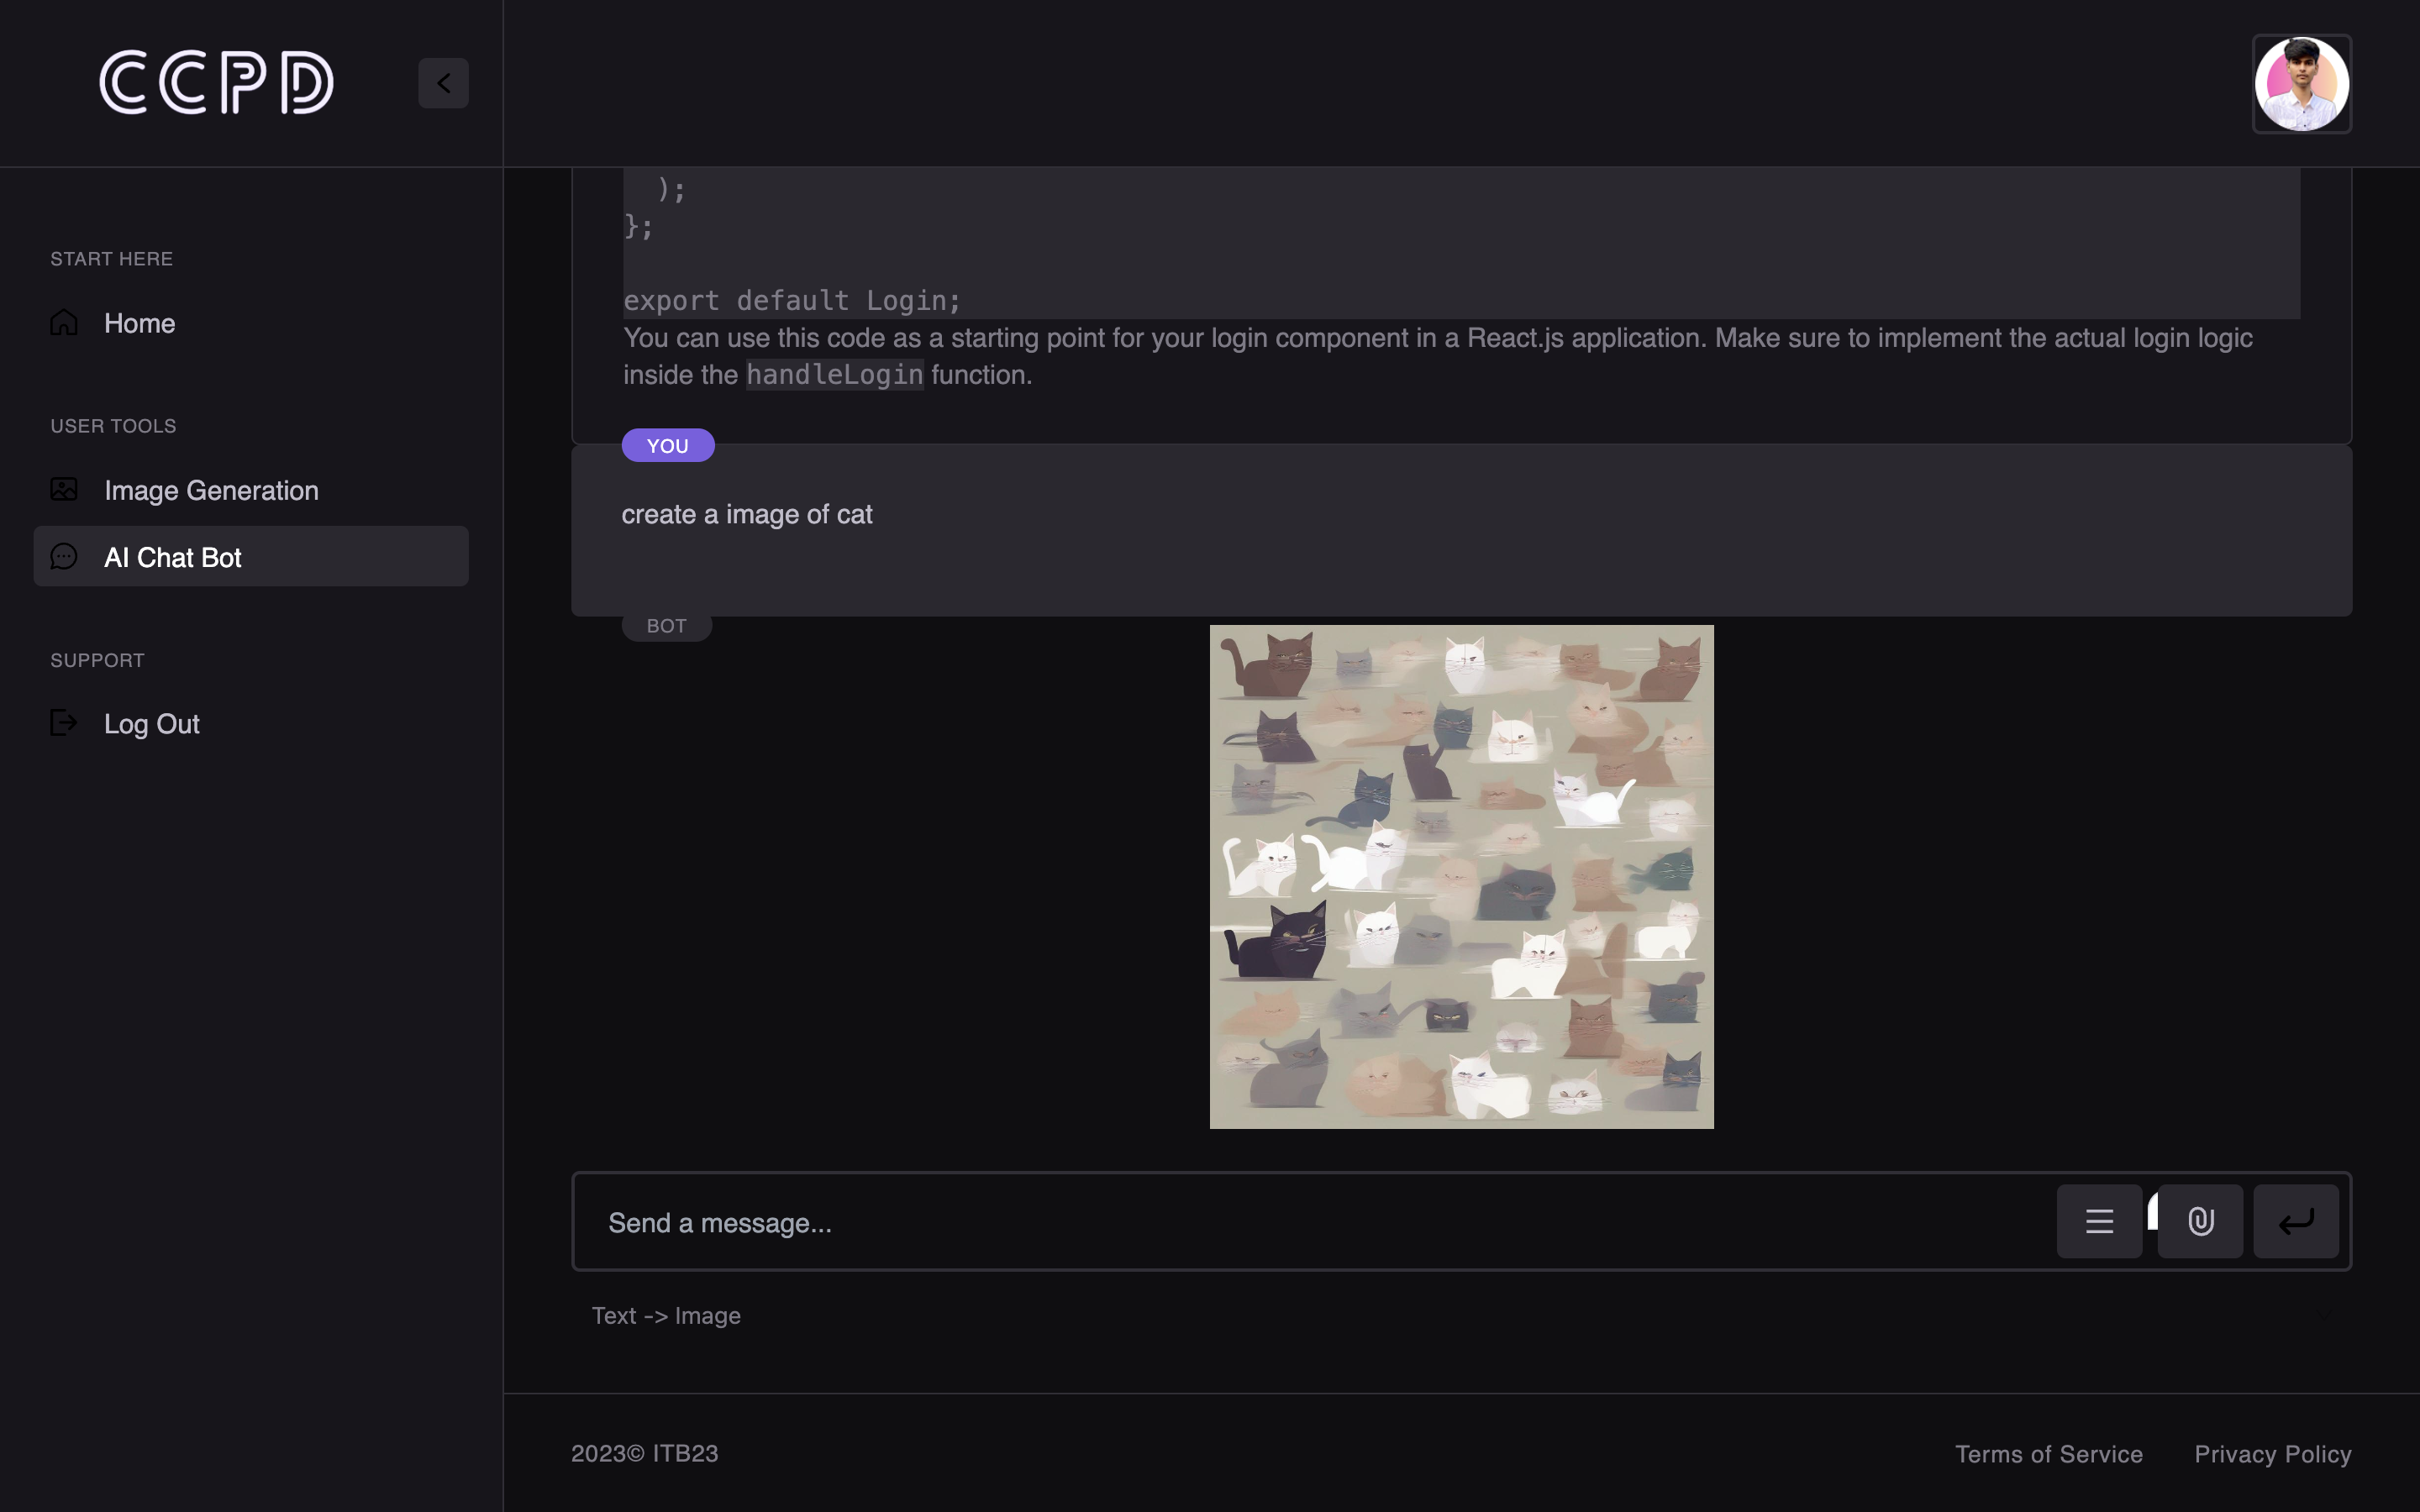 CCPD
START HERE
Home
USER TOOLS
Image Generation
AI Chat Bot
SUPPORT
Log Out
);
};
export default Login;
You can use this code as a starting point for your login component in a React.js application. Make sure to implement the actual login logic
inside the handleLogin function.
YOU
create a image of cat
BOT
Send a message...
Text -> Image
2023© ITB23
Terms of Service
Privacy Policy